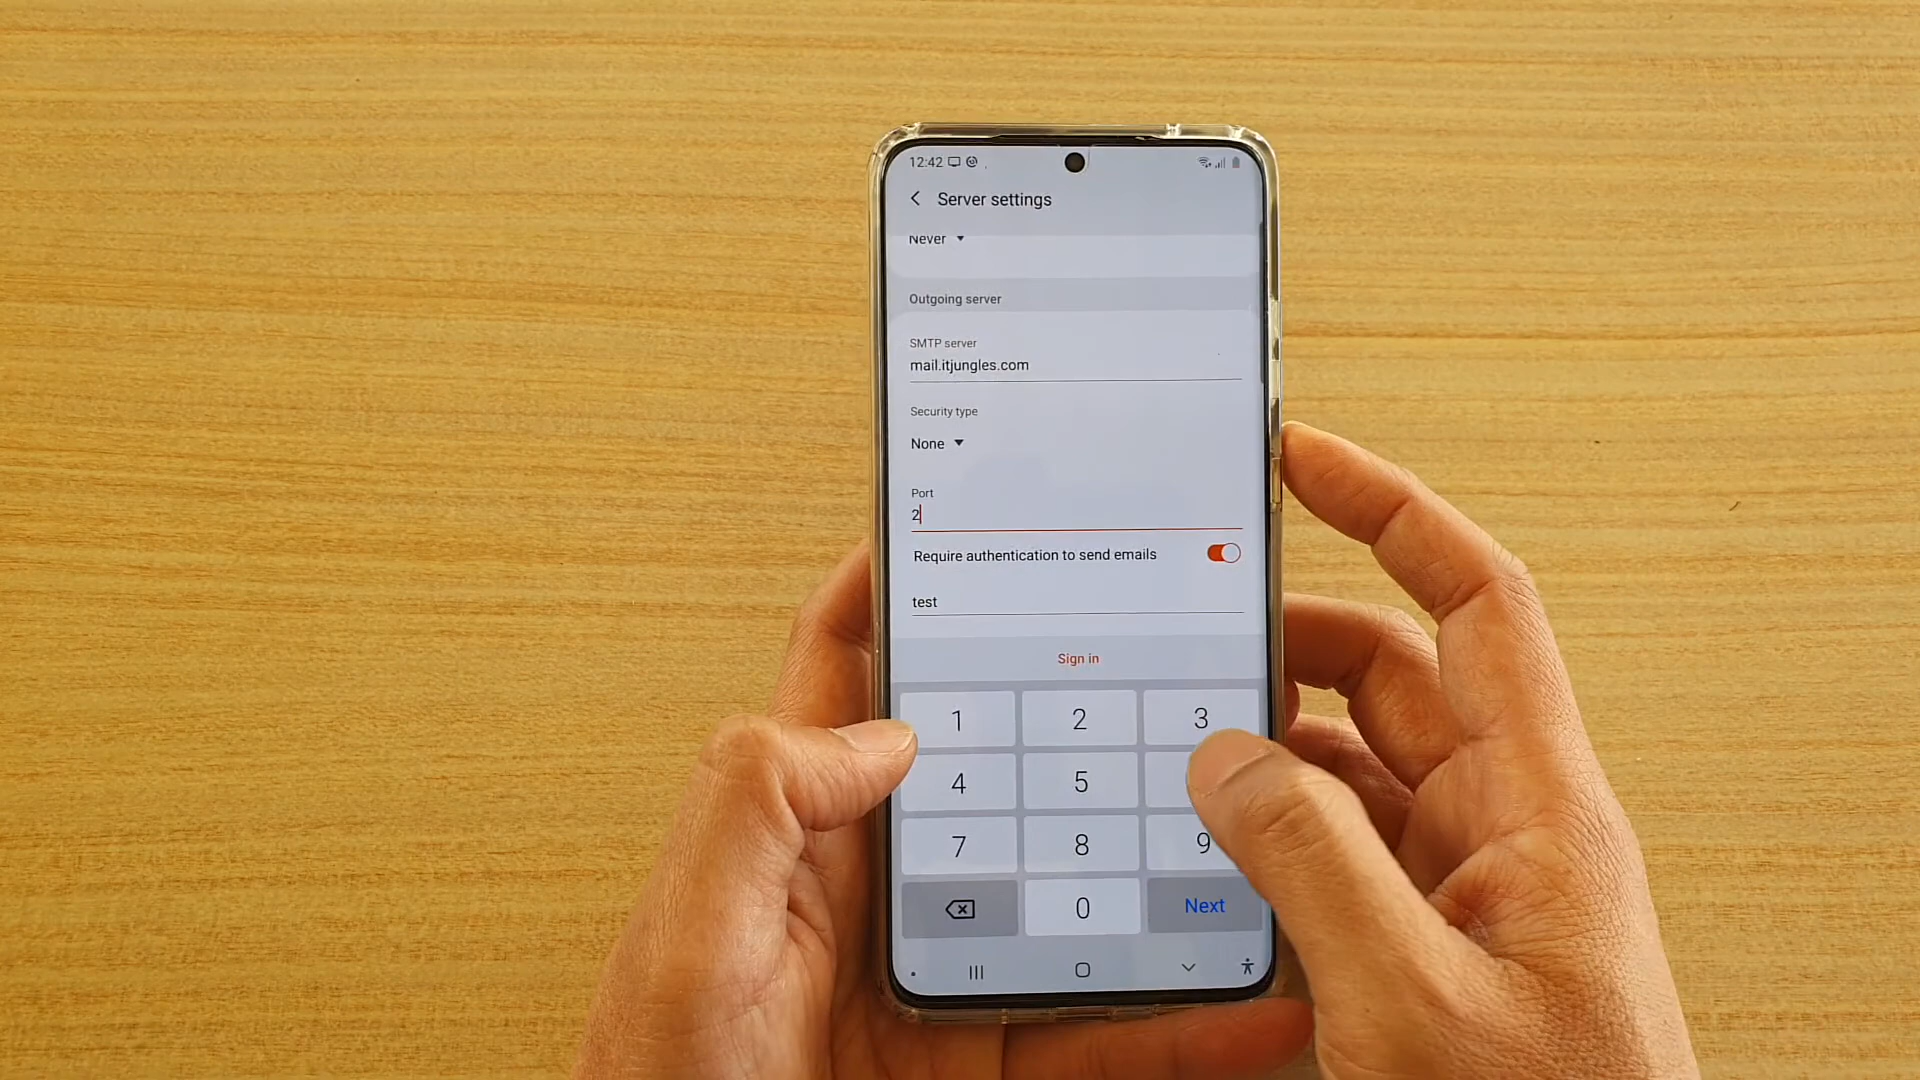 12:42
Server settings
Never
Outgoing server
SMTP server
mail.itjungles.com
Security type
None
Port
2
Require authentication to send emails
test
Sign in
1 2 3
4 5
7 8 9
0 Next